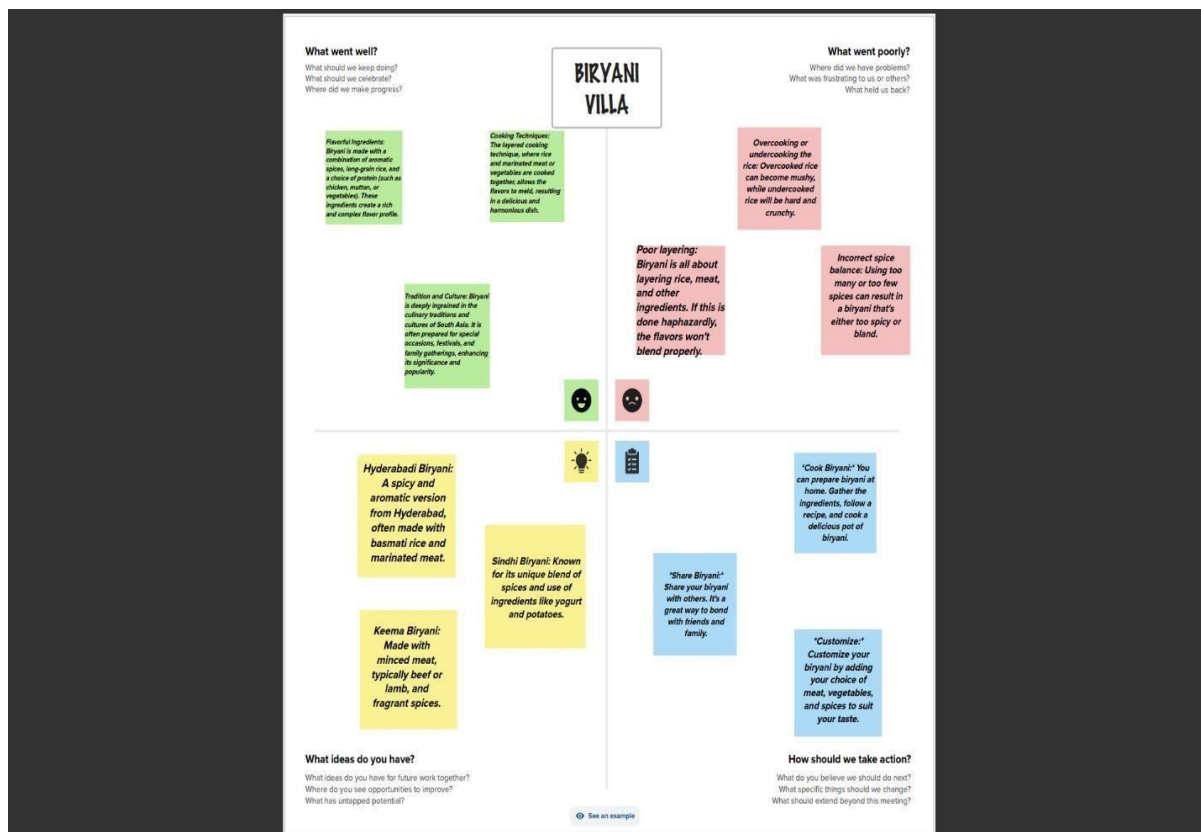 What went well?
What should we keep doing?
What should we celebrate?
Where did we make progress?
BIRYANI
VILLA
What went poorly?
Where did we have problems?
What was frustrating to us or others?
What held us back?
Flavorful Ingredients:
Biryani is made with a
combination of aromatic
spices, long-grain rice, and
a choice of protein (such as
chicken, mutton, or
vegetables). These
ingredients create a rich
and complex flavor profile.
Cooking Techniques:
The layered cooking
technique, where rice
and marinated meat or
vegetables are cooked
together, allows the
flavors to meld, resulting
in a delicious and
harmonious dish.
Tradition and Culture: Biryani
is deeply ingrained in the
culinary traditions and
cultures of South Asia. It is
often prepared for special
occasions, festivals, and
family gatherings, enhancing
its significance and
popularity.
Overcooking or
undercooking the
rice: Overcooked rice
can become mushy,
while undercooked
rice will be hard and
crunchy.
Poor layering:
Biryani is all about
layering rice, meat,
and other
ingredients. If this is
done haphazardly,
the flavors won't
blend properly.
Incorrect spice
balance: Using too
many or too few
spices can result in
a biryani that's
either too spicy or
bland.
Hyderabadi Biryani:
A spicy and
aromatic version
from Hyderabad,
often made with
basmati rice and
marinated meat.
Sindhi Biryani: Known
for its unique blend of
spices and use of
ingredients like yogurt
and potatoes.
Keema Biryani:
Made with
minced meat,
typically beef or
lamb, and
fragrant spices.
*Cook Biryani:* You
can prepare biryani at
home. Gather the
ingredients, follow a
recipe, and cook a
delicious pot of
biryani.
*Share Biryani:*
Share your biryani
with others. It's a
great way to bond
with friends and
family.
*Customize:*
Customize your
biryani by adding
your choice of
meat, vegetables,
and spices to suit
your taste.
What ideas do you have?
What ideas do you have for future work together?
Where do you see opportunities to improve?
What has untapped potential?
How should we take action?
What do you believe we should do next?
What specific things should we change?
What should extend beyond this meeting?
See an example